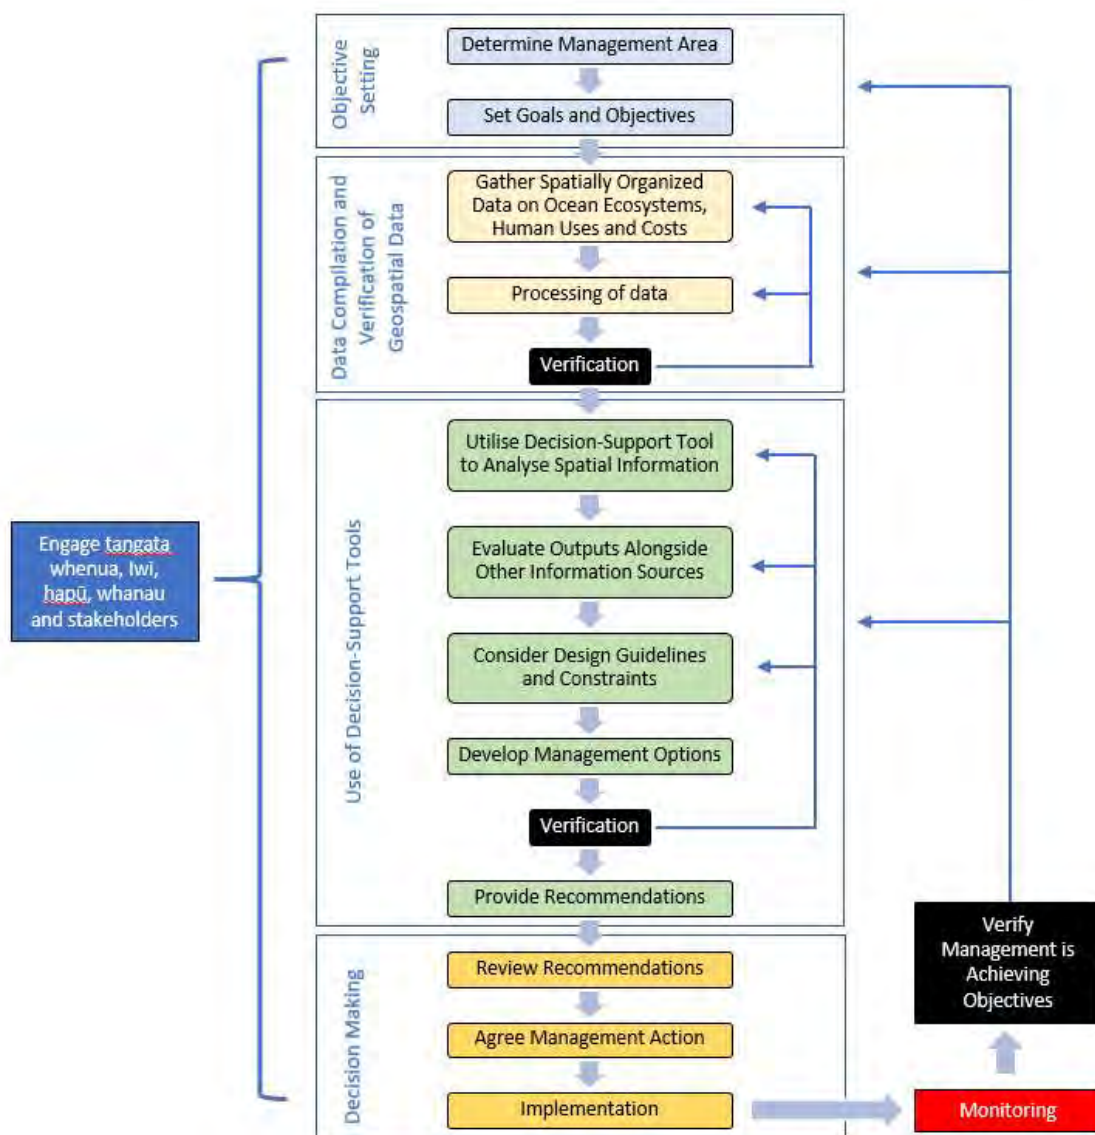 Objective
Setting
Determine Management Area
Set Goals and Objectives
Data Compilation and
Verification of
Geospatial Data
Gather Spatially Organized
Data on Ocean Ecosystems,
Human Uses and Costs
Processing of data
Verification
Use of Decision-Support Tools
Utilise Decision-Support Tool
to Analyse Spatial Information
Evaluate Outputs Alongside
Other Information Sources
Consider Design Guidelines
and Constraints
Develop Management Options
Verification
Provide Recommendations
Engage tangata
whenua, Iwi,
hapū, whanau
and stakeholders
Decision Making
Review Recommendations
Agree Management Action
Implementation
Verify
Management is
Achieving
Objectives
Monitoring